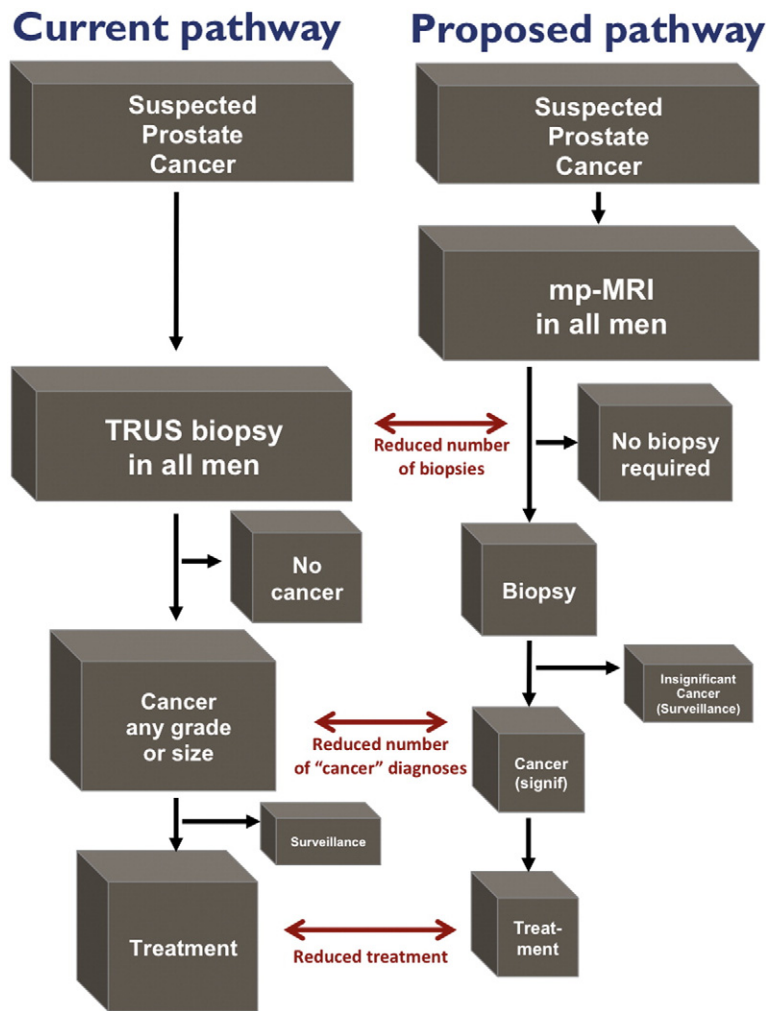 Current pathway
Proposed pathway
Suspected
Prostate
Cancer
Suspected
Prostate
Cancer
mp-MRI
in all men
TRUS biopsy
in all men
Reduced number
of biopsies
No biopsy
required
No
cancer
Biopsy
Insignificant
Cancer
(Surveillance)
Cancer
any grade
or size
Reduced number
of “cancer” diagnoses
Cancer
(signif)
Surveillance
Treatment
Reduced treatment
Treat-
ment